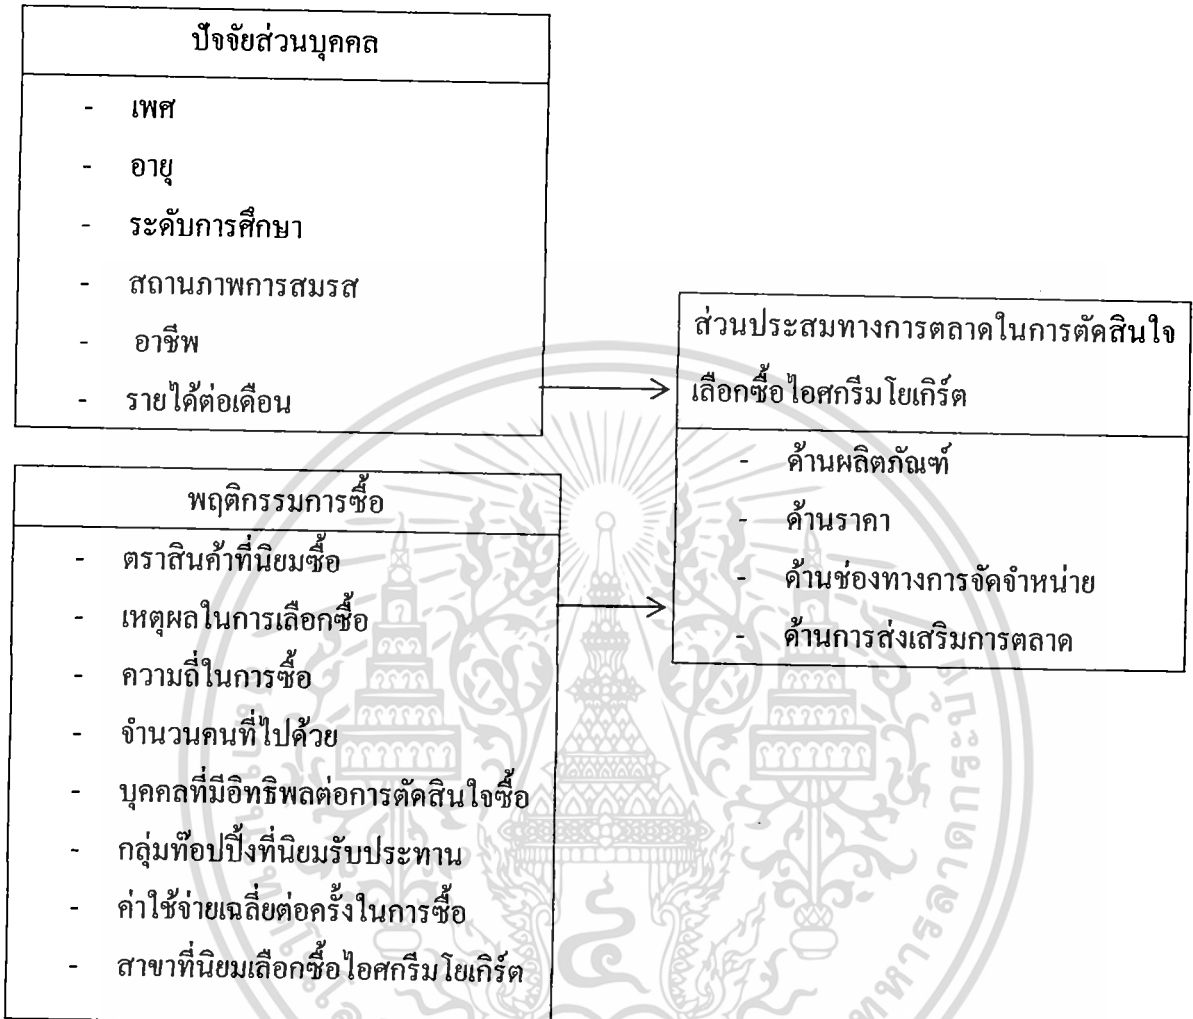 ปัจจัยส่วนบุคคล
- เพศ
- อายุ
- ระดับการศึกษา
- สถานภาพการสมรส
- อาชีพ
- รายได้ต่อเดือน
ส่วนประสมทางการตลาดในการตัดสินใจ
เลือกซื้อไอศกรีมโยเกิร์ต
- ด้านผลิตภัณฑ์
- ด้านราคา
- ด้านช่องทางการจัดจำหน่าย
- ด้านการส่งเสริมการตลาด
พฤติกรรมการซื้อ
- ตราสินค้าที่นิยมซื้อ
- เหตุผลในการเลือกซื้อ
- ความถี่ในการซื้อ
- จำนวนคนที่ไปด้วย
- บุคคลที่มีอิทธิพลต่อการตัดสินใจซื้อ
- กลุ่มท๊อปปิ้งที่นิยมรับประทาน
- ค่าใช้จ่ายเฉลี่ยต่อครั้งในการซื้อ
- สาขาที่นิยมเลือกซื้อไอศกรีมโยเกิร์ต